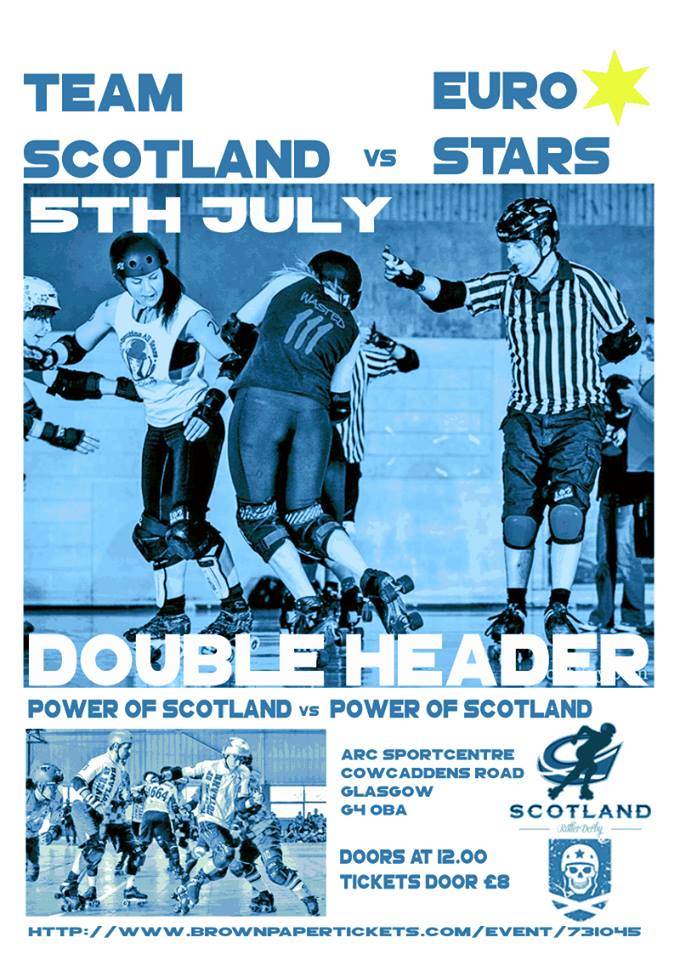 TEAM
SCOTLAND
VS
EURO
STARS
5TH JULY
WASTED
111
DOUBLE HEADER
POWER OF SCOTLAND VS POWER OF SCOTLAND
ARC SPORTCENTRE
COWCADDENS ROAD
GLASGOW
G4 0BA
SCOTLAND
Roller Derby
DOORS AT 12.00
TICKETS DOOR £8
HTTP://WWW.BROWNPAPERTICKETS.COM/EVENT/731045